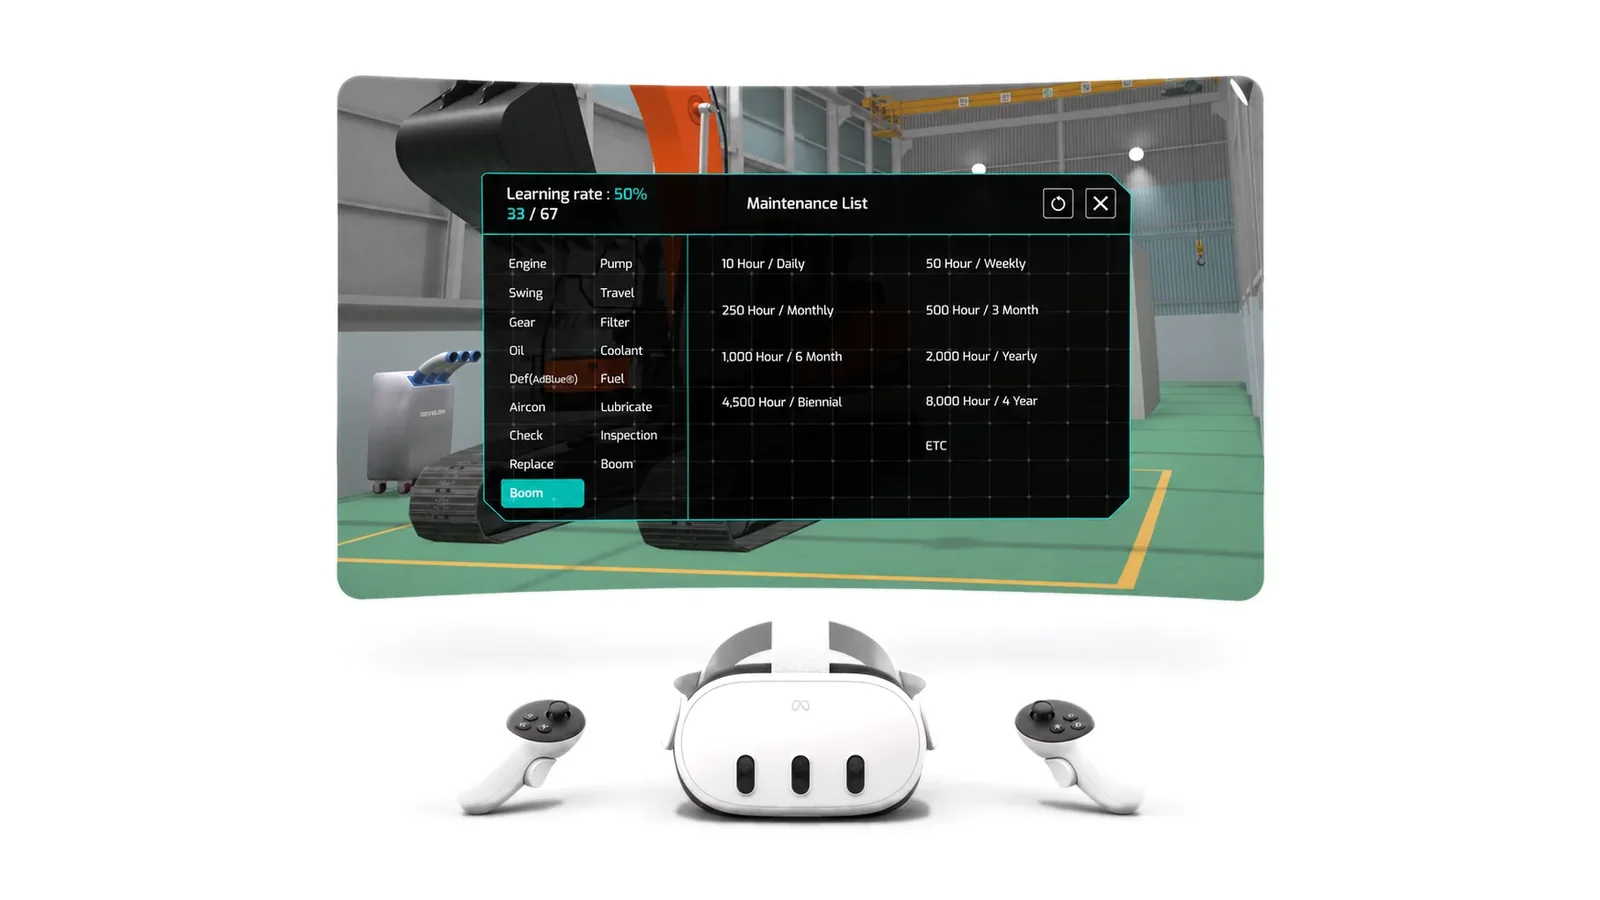 Learning rate : 50%
33 / 67
Maintenance List
Engine
Pump
Swing
Travel
Gear
Filter
Oil
Coolant
Def(AdBlue®)
Fuel
Aircon
Lubricate
Check
Inspection
Replace
Boom
Boom
10 Hour / Daily
50 Hour / Weekly
250 Hour / Monthly
500 Hour / 3 Month
1,000 Hour / 6 Month
2,000 Hour / Yearly
4,500 Hour / Biennial
8,000 Hour / 4 Year
ETC